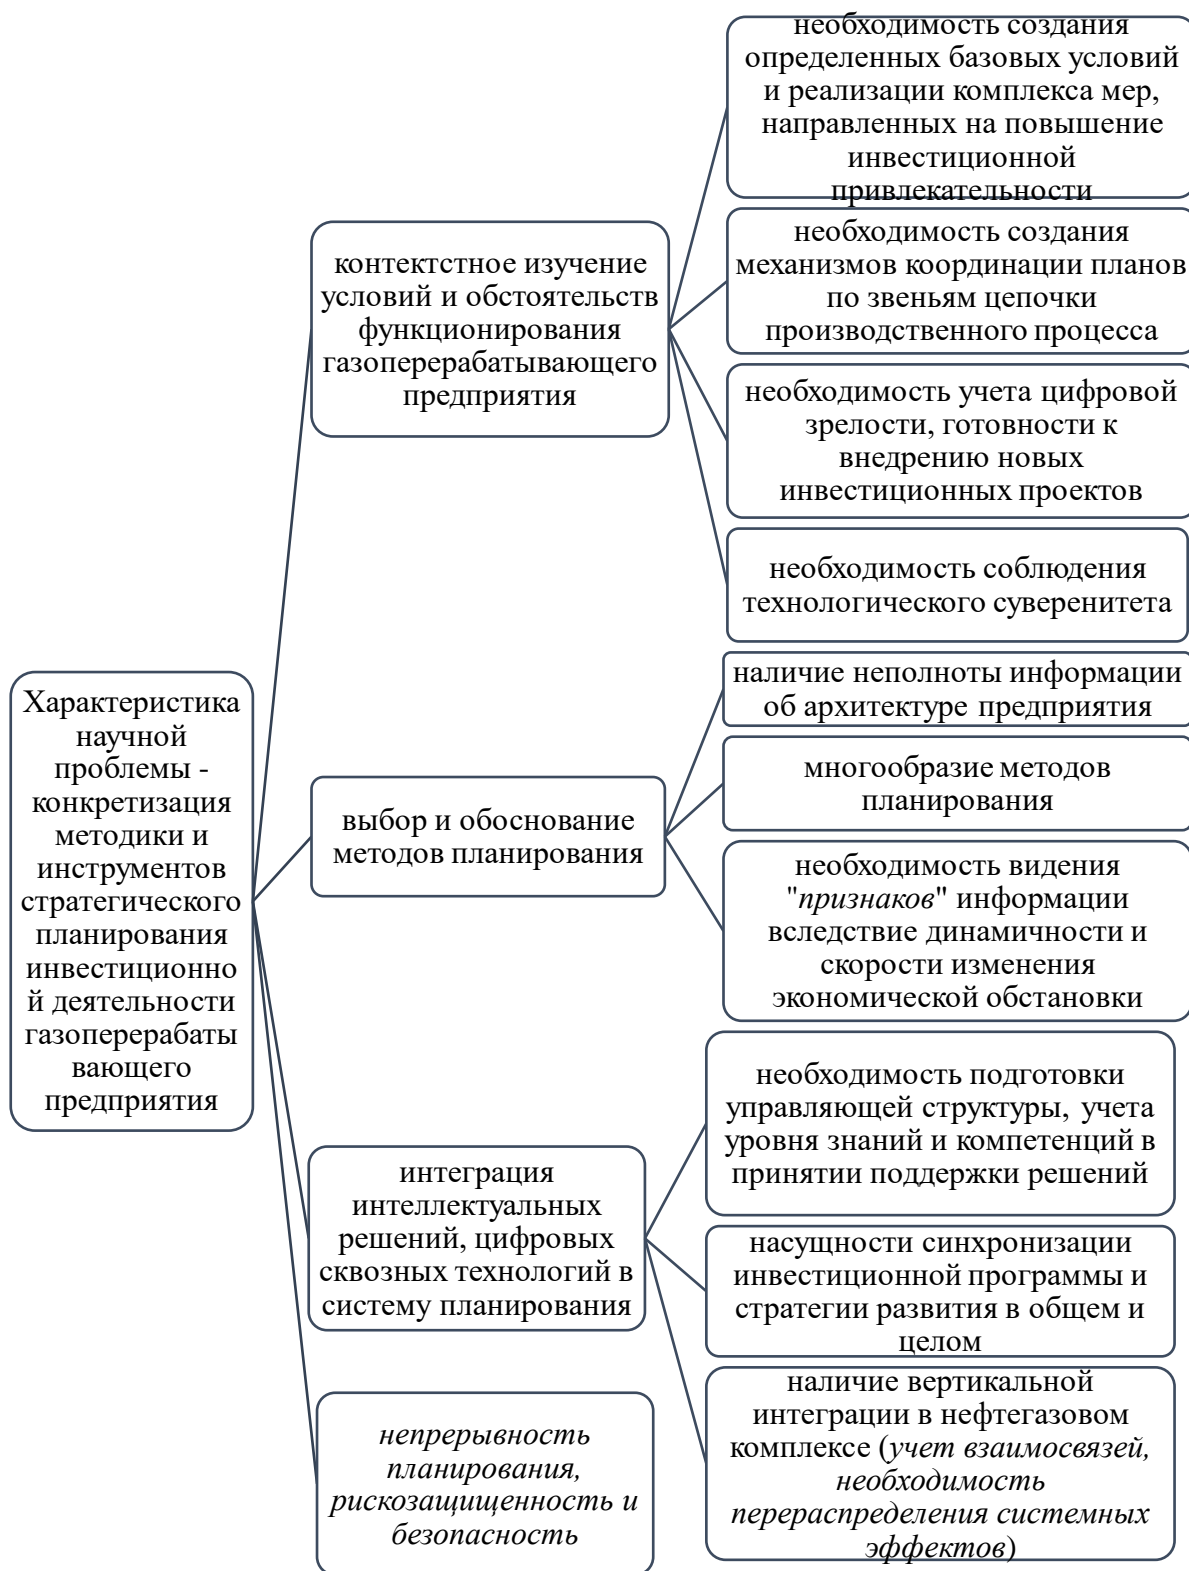 Характеристика
научной
проблемы -
конкретизация
методики и
инструментов
стратегического
планирования
инвестиционно
й деятельности
газоперерабаты
вающего
предприятия
контектстное изучение
условий и обстоятельств
функционирования
газоперерабатывающего
предприятия
необходимость создания
определенных базовых условий
и реализации комплекса мер,
направленных на повышение
инвестиционной
привлекательности
необходимость создания
механизмов координации планов
по звеньям цепочки
производственного процесса
необходимость учета цифровой
зрелости, готовности к
внедрению новых
инвестиционных проектов
необходимость соблюдения
технологического суверенитета
выбор и обоснование
методов планирования
наличие неполноты информации
об архитектуре предприятия
многообразие методов
планирования
необходимость видения
"признаков" информации
вследствие динамичности и
скорости изменения
экономической обстановки
интеграция
интеллектуальных
решений, цифровых
сквозных технологий в
систему планирования
необходимость подготовки
управляющей структуры, учета
уровня знаний и компетенций в
принятии поддержки решений
насущности синхронизации
инвестиционной программы и
стратегии развития в общем и
целом
наличие вертикальной
интеграции в нефтегазовом
комплексе (учет взаимосвязей,
необходимость
перераспределения системных
эффектов)
непрерывность
планирования,
рискозащищенность и
безопасность